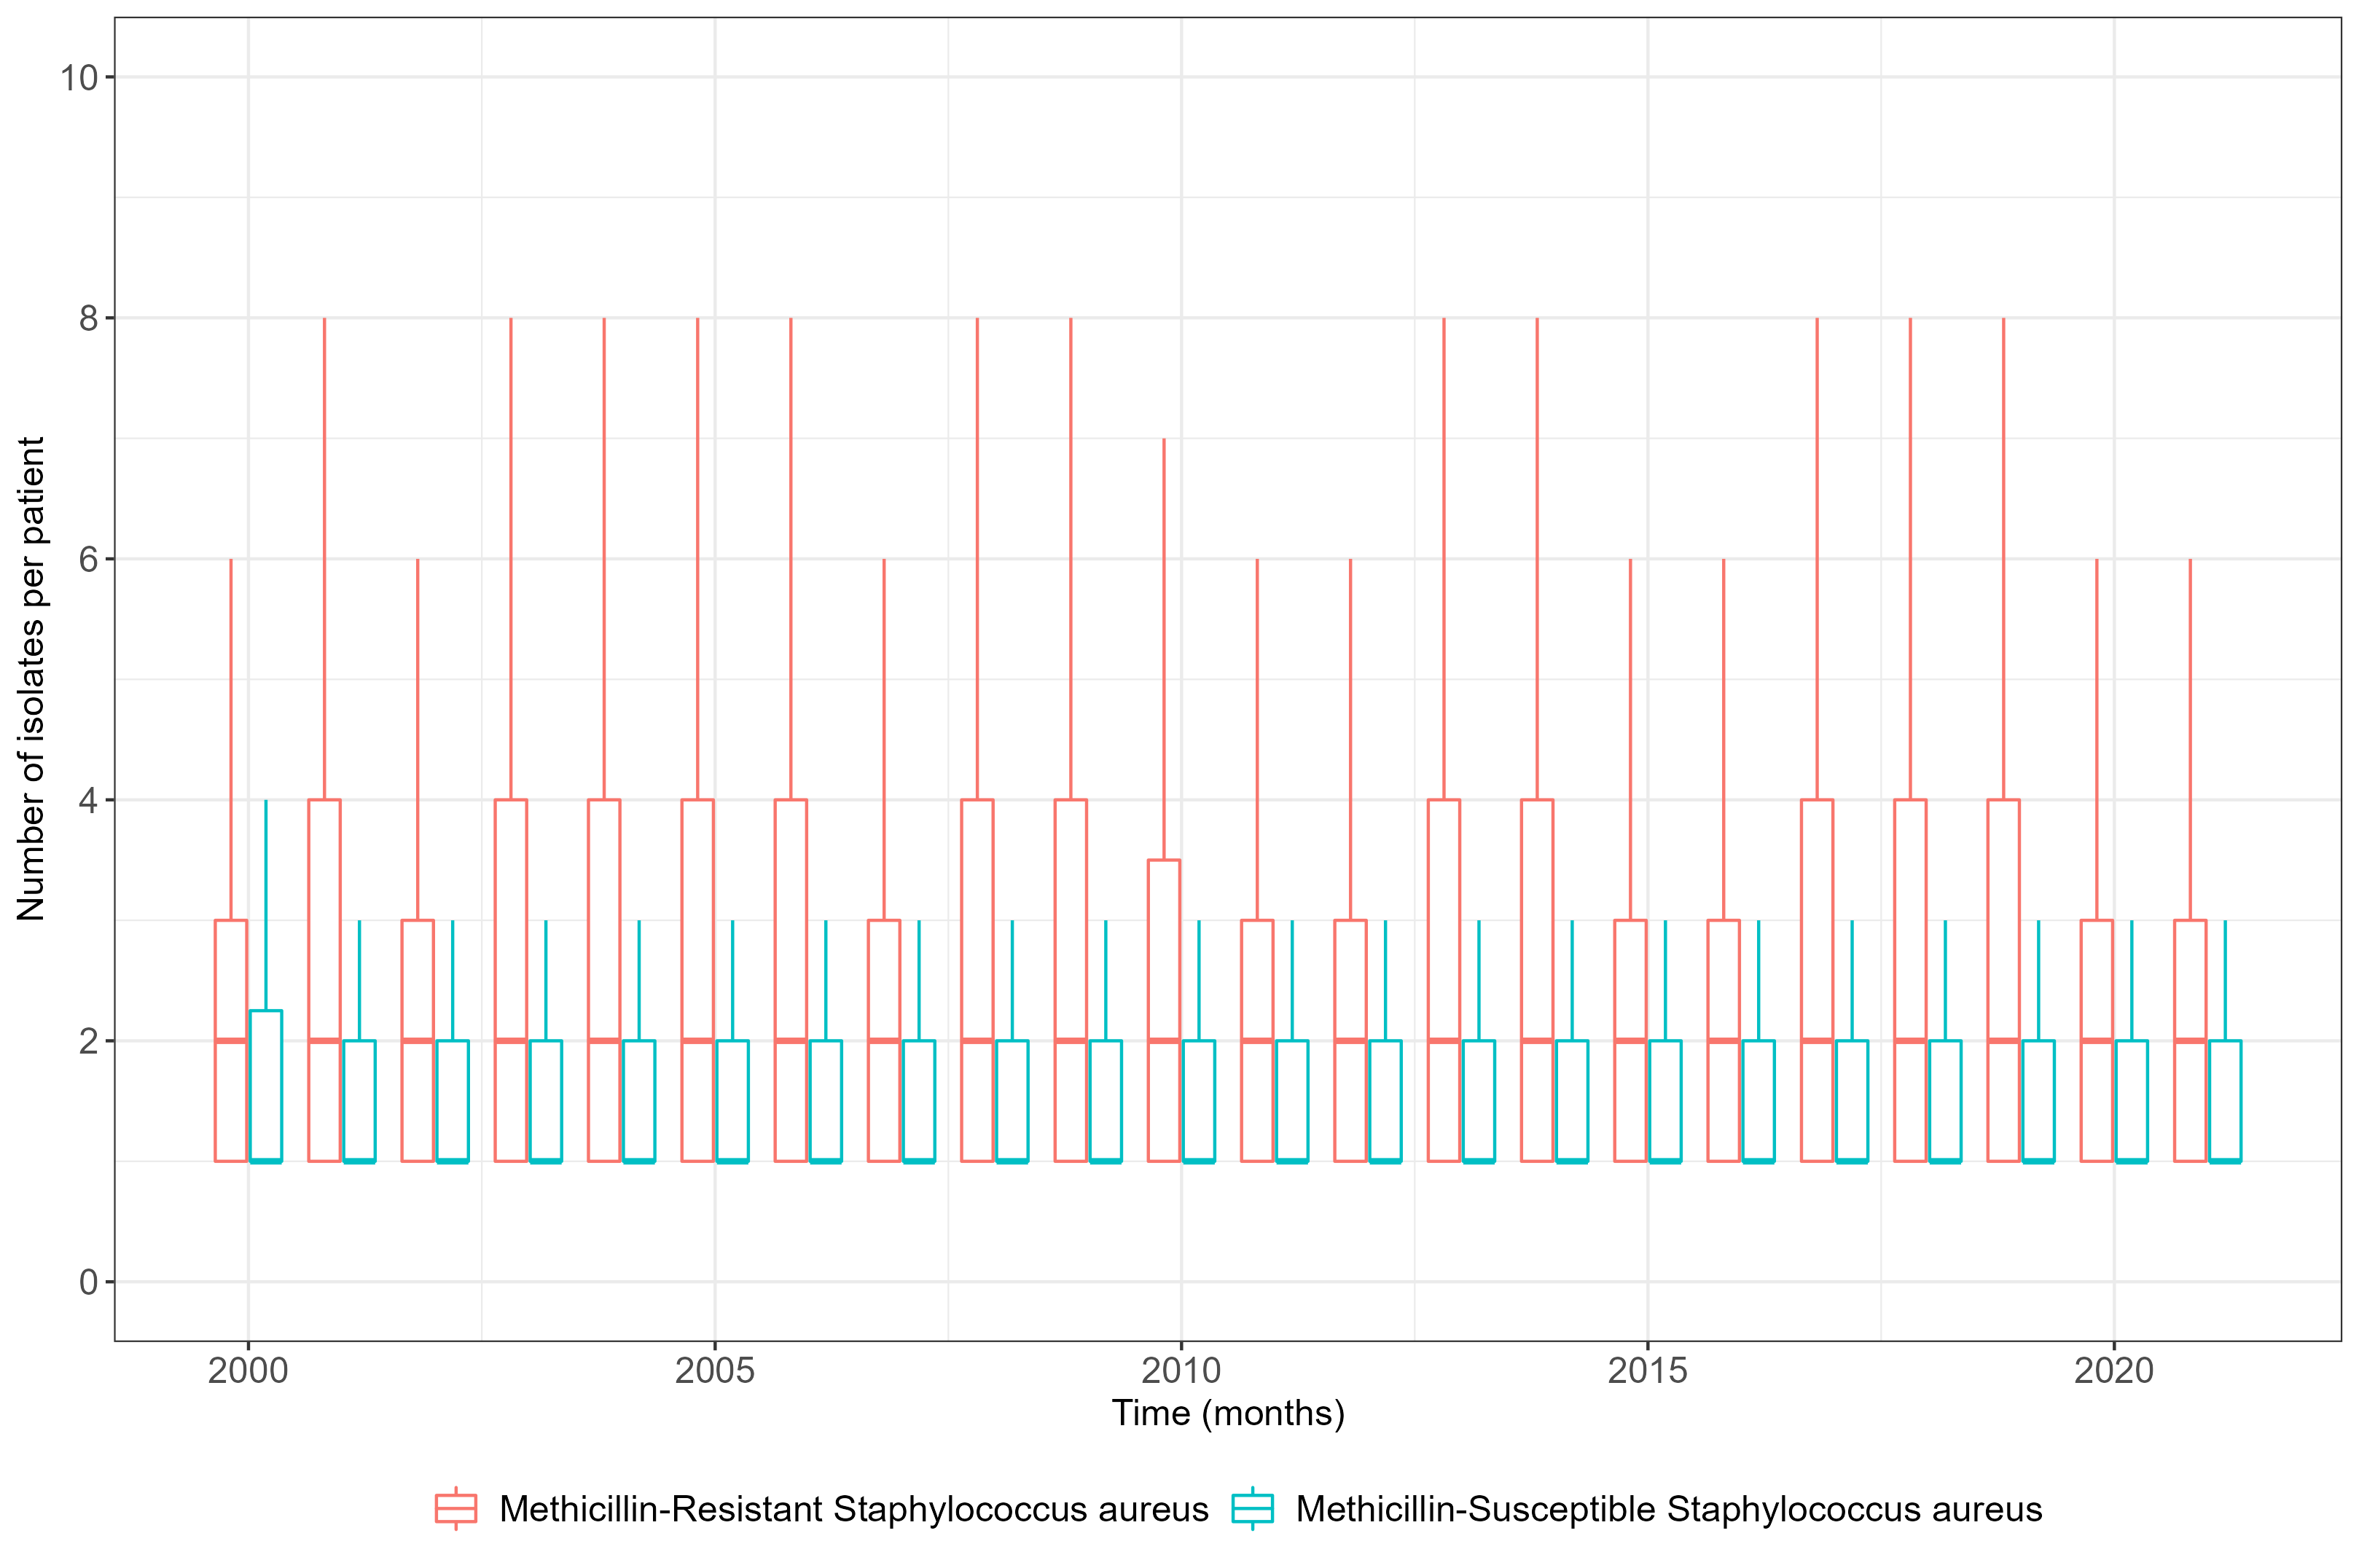 Number of isolates per patient
10
8
6
4
2
0
2000 2005 2010 2015 2020
Time (months)
Methicillin-Resistant Staphylococcus aureus Methicillin-Susceptible Staphylococcus aureus